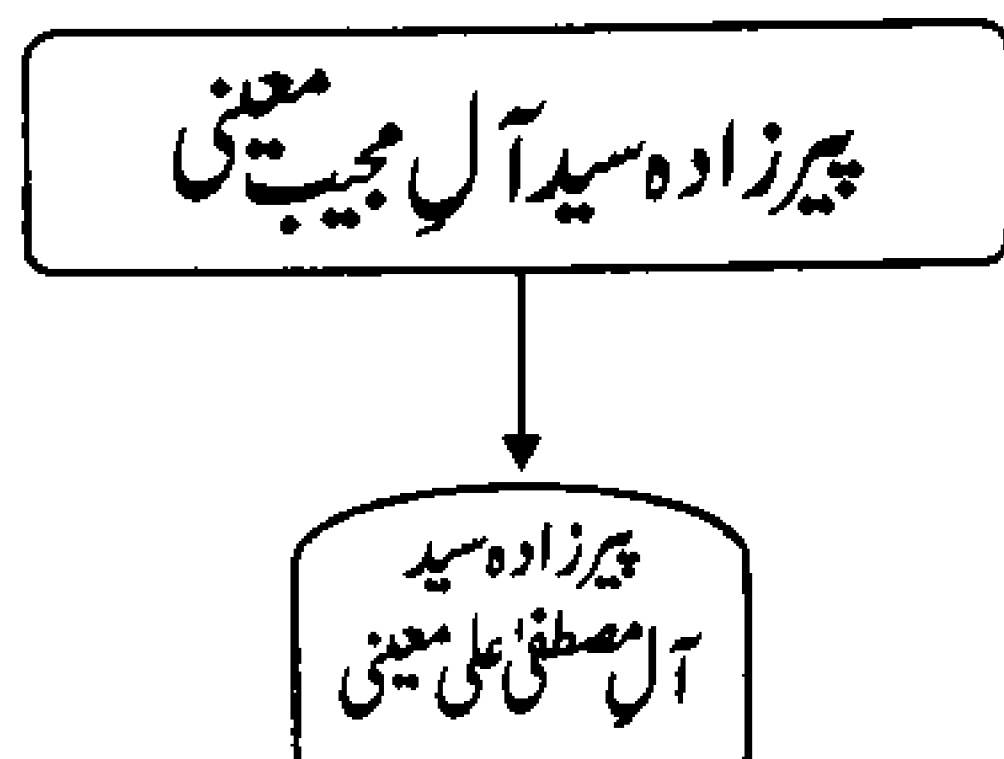 پیرزادہ سید آلِ مجیب معینی
پیرزادہ سید
آلِ مصطفیٰ علی معینی